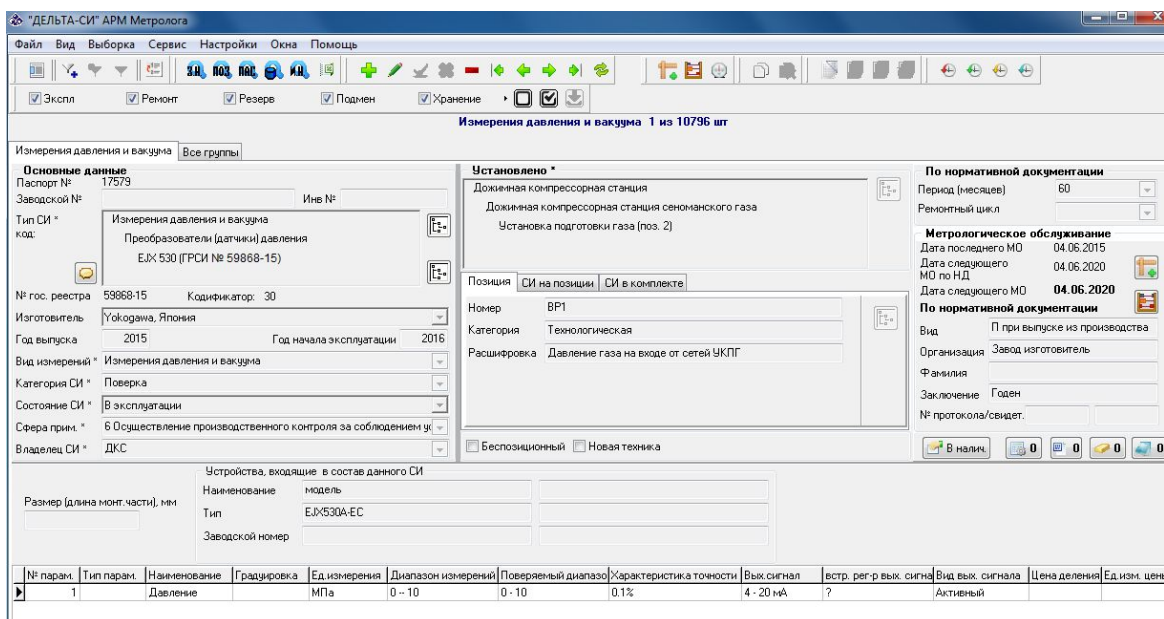 "ДЕЛЬТА-СИ" АРМ Метролога
Файл Вид Выборка Сервис Настройки Окна Помощь
З.Н. ПОЗ ПАС И.Н.
Экспл Ремонт Резерв Подмен Хранение
Измерения давления и вакуума 1 из 10796 шт
Измерения давления и вакуума Все группы
Основные данные
Паспорт № 17579
Заводской № Инв №
Тип СИ * код:
Измерения давления и вакуума
Преобразователи (датчики) давления
EJX 530 (ГРСИ № 59868-15)
№ гос. реестра 59868-15 Кодификатор: 30
Изготовитель Yokogawa, Япония
Год выпуска 2015 Год начала эксплуатации 2016
Вид измерений * Измерения давления и вакуума
Категория СИ * Поверка
Состояние СИ * В эксплуатации
Сфера прим. * 6 Осуществление производственного контроля за соблюдением
Владелец СИ * ДКС
Установлено *
Дожимная компрессорная станция
Дожимная компрессорная станция сеноманского газа
Установка подготовки газа (поз. 2)
Позиция СИ на позиции СИ в комплекте
Номер BP1
Категория Технологическая
Расшифровка Давление газа на входе от сетей УКПГ
Беспозиционный Новая техника
По нормативной документации
Период (месяцев) 60
Ремонтный цикл
Метрологическое обслуживание
Дата последнего МО 04.06.2015
Дата следующего МО по НД 04.06.2020
Дата следующего МО 04.06.2020
По нормативной документации
Вид П при выпуске из производства
Организация Завод изготовитель
Фамилия
Заключение Годен
№ протокола/свидет.
В налич. 0 0 0 0
Размер (длина монт.части), мм
Устройства, входящие в состав данного СИ
Наименование модель
Тип EJX530A-EC
Заводской номер
№ парам. Тип парам. Наименование Градуировка Ед.измерения Диапазон измерений Поверяемый диапазо Характеристика точности Вых.сигнал встр. рег-р вых. сигна Вид вых. сигнала Цена деления Ед.изм. цень
1 Давление МПа 0 -- 10 0 - 10 0.1% 4 - 20 мА ? Активный